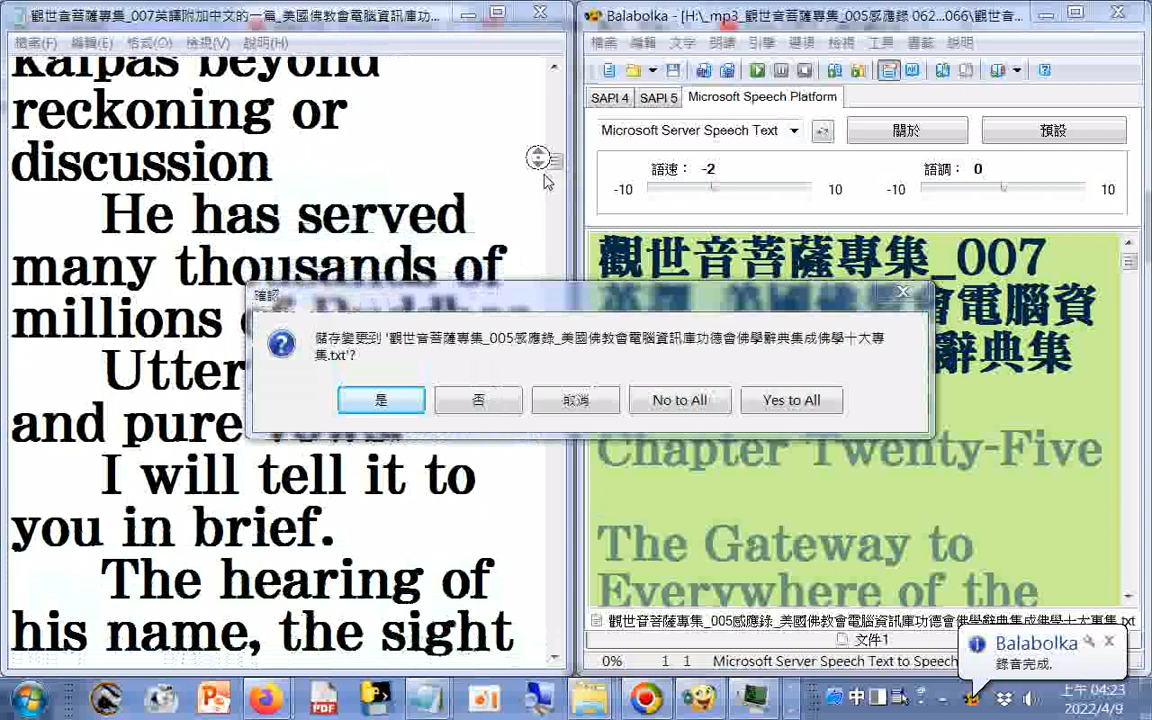 觀世音菩薩專集_007英譯附加中文的一篇_美國佛教會電腦資訊庫功...
檔案(F) 編輯(E) 格式(O) 檢視(V) 說明(H)
kalpas beyond
reckoning or
discussion
He has served
many thousands of
millions
Utter
and pure vows.
I will tell it to
you in brief.
The hearing of
his name, the sight
Balabolka - [H:\_mp3_觀世音菩薩專集_005感應錄 062...066\觀世音...
檔案 編輯 文字 朗讀 引擎 選項 檢視 工具 書籤 說明
SAPI 4 SAPI 5 Microsoft Speech Platform
Microsoft Server Speech Text
關於
預設
語速： -2
-10 10
語調： 0
-10 10
觀世音菩薩專集_007
會電腦資
辭典集
Chapter Twenty-Five
The Gateway to
Everywhere of the
觀世音菩薩專集_005感應錄_美國佛教會電腦資訊庫功德會佛學辭典集成佛學十大專集.txt
文件1
0% 1 1 Microsoft Server Speech Text to Speech
確認
儲存變更到 '觀世音菩薩專集_005感應錄_美國佛教會電腦資訊庫功德會佛學辭典集成佛學十大專
集.txt'?
是 否 取消 No to All Yes to All
Balabolka
錄音完成.
中
上午 04:23
2022/4/9